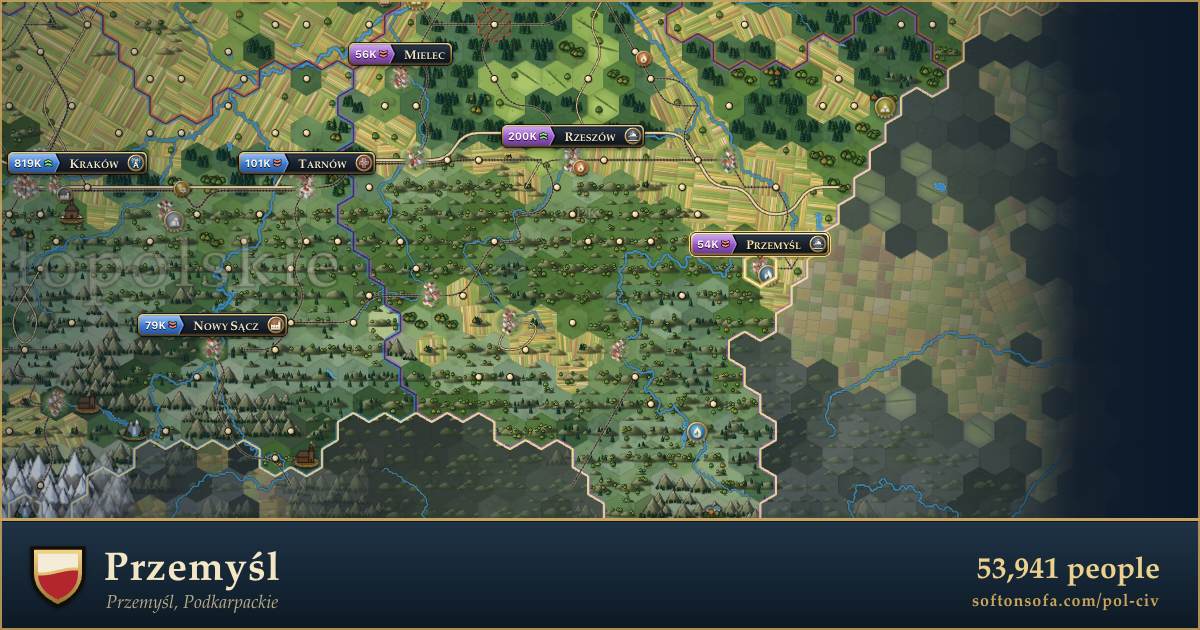 56K MIELEC
200K RZESZÓW
819K KRAKÓW
101K TARNÓW
54K PRZEMYŚL
łopolskie
79K NOWY SĄCZ
Przemyśl
Przemyśl, Podkarpackie
53,941 people
softonsofa.com/pol-civ